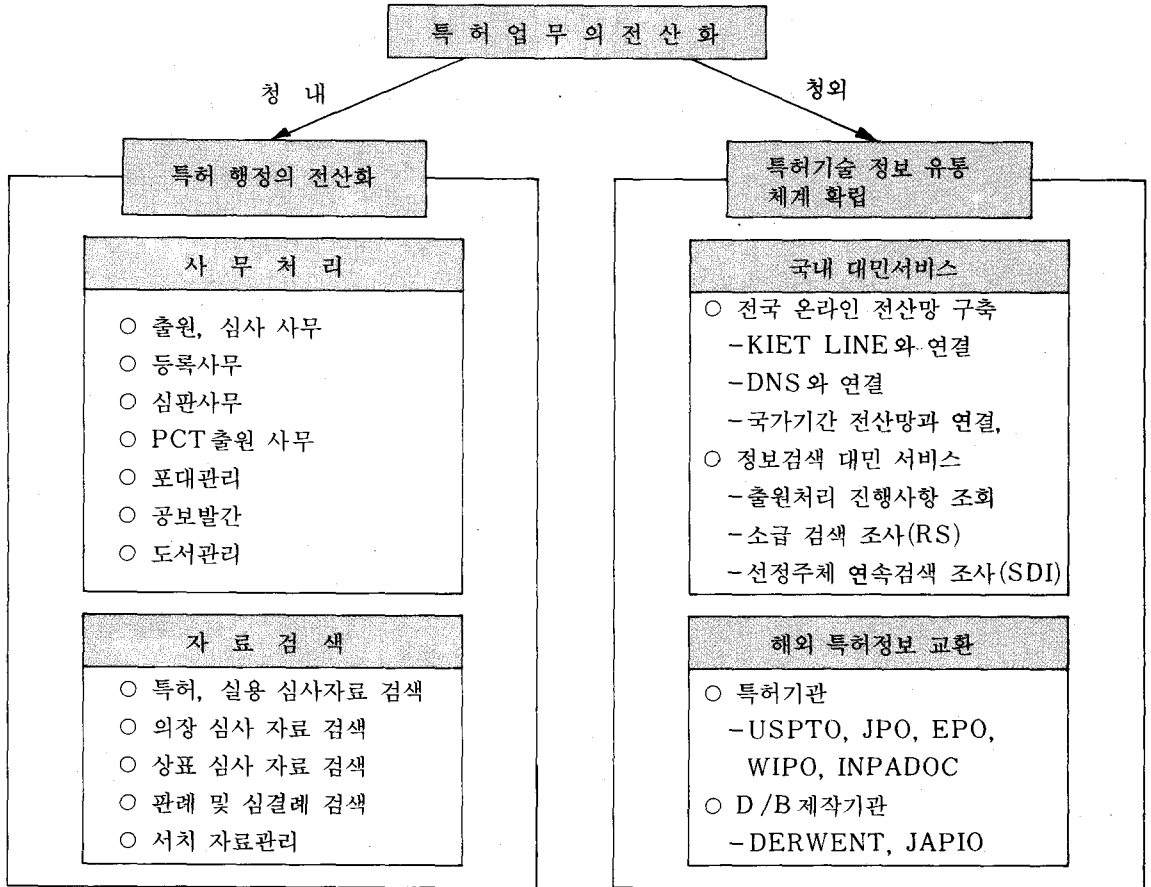 특허업무의전산화
청 내
청외
특허 행정의 전산화
사 무 처 리
○ 출원, 심사 사무
○ 등록사무
○ 심판사무
○ PCT출원 사무
○ 포대관리
○ 공보발간
○ 도서관리
자 료 검 색
○ 특허, 실용 심사자료 검색
○ 의장 심사 자료 검색
○ 상표 심사 자료 검색
○ 판례 및 심결례 검색
○ 서치 자료관리
특허기술 정보 유통
체계 확립
국내 대민서비스
○ 전국 온라인 전산망 구축
－KIET LINE와 연결
－DNS와 연결
－국가기간 전산망과 연결,
○ 정보검색 대민 서비스
－출원처리 진행사항 조회
－소급 검색 조사(RS)
－선정주체 연속검색 조사(SDI)
해외 특허정보 교환
○ 특허기관
－USPTO, JPO, EPO,
WIPO, INPADOC
○ D/B제작기관
－DERWENT, JAPIO